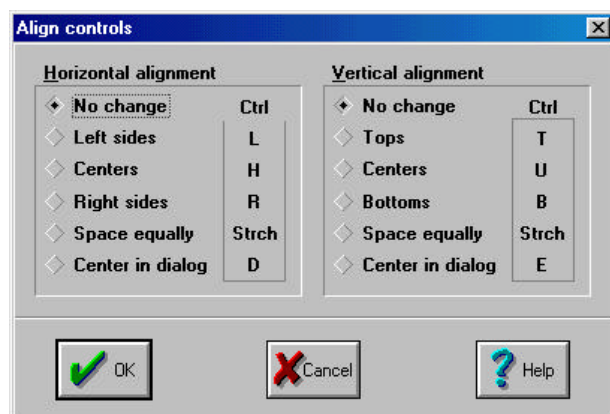 Align controls
Horizontal alignment
No change Ctrl
Left sides L
Centers H
Right sides R
Space equally Strch
Center in dialog D
Vertical alignment
No change Ctrl
Tops T
Centers U
Bottoms B
Space equally Strch
Center in dialog E
OK
Cancel
Help